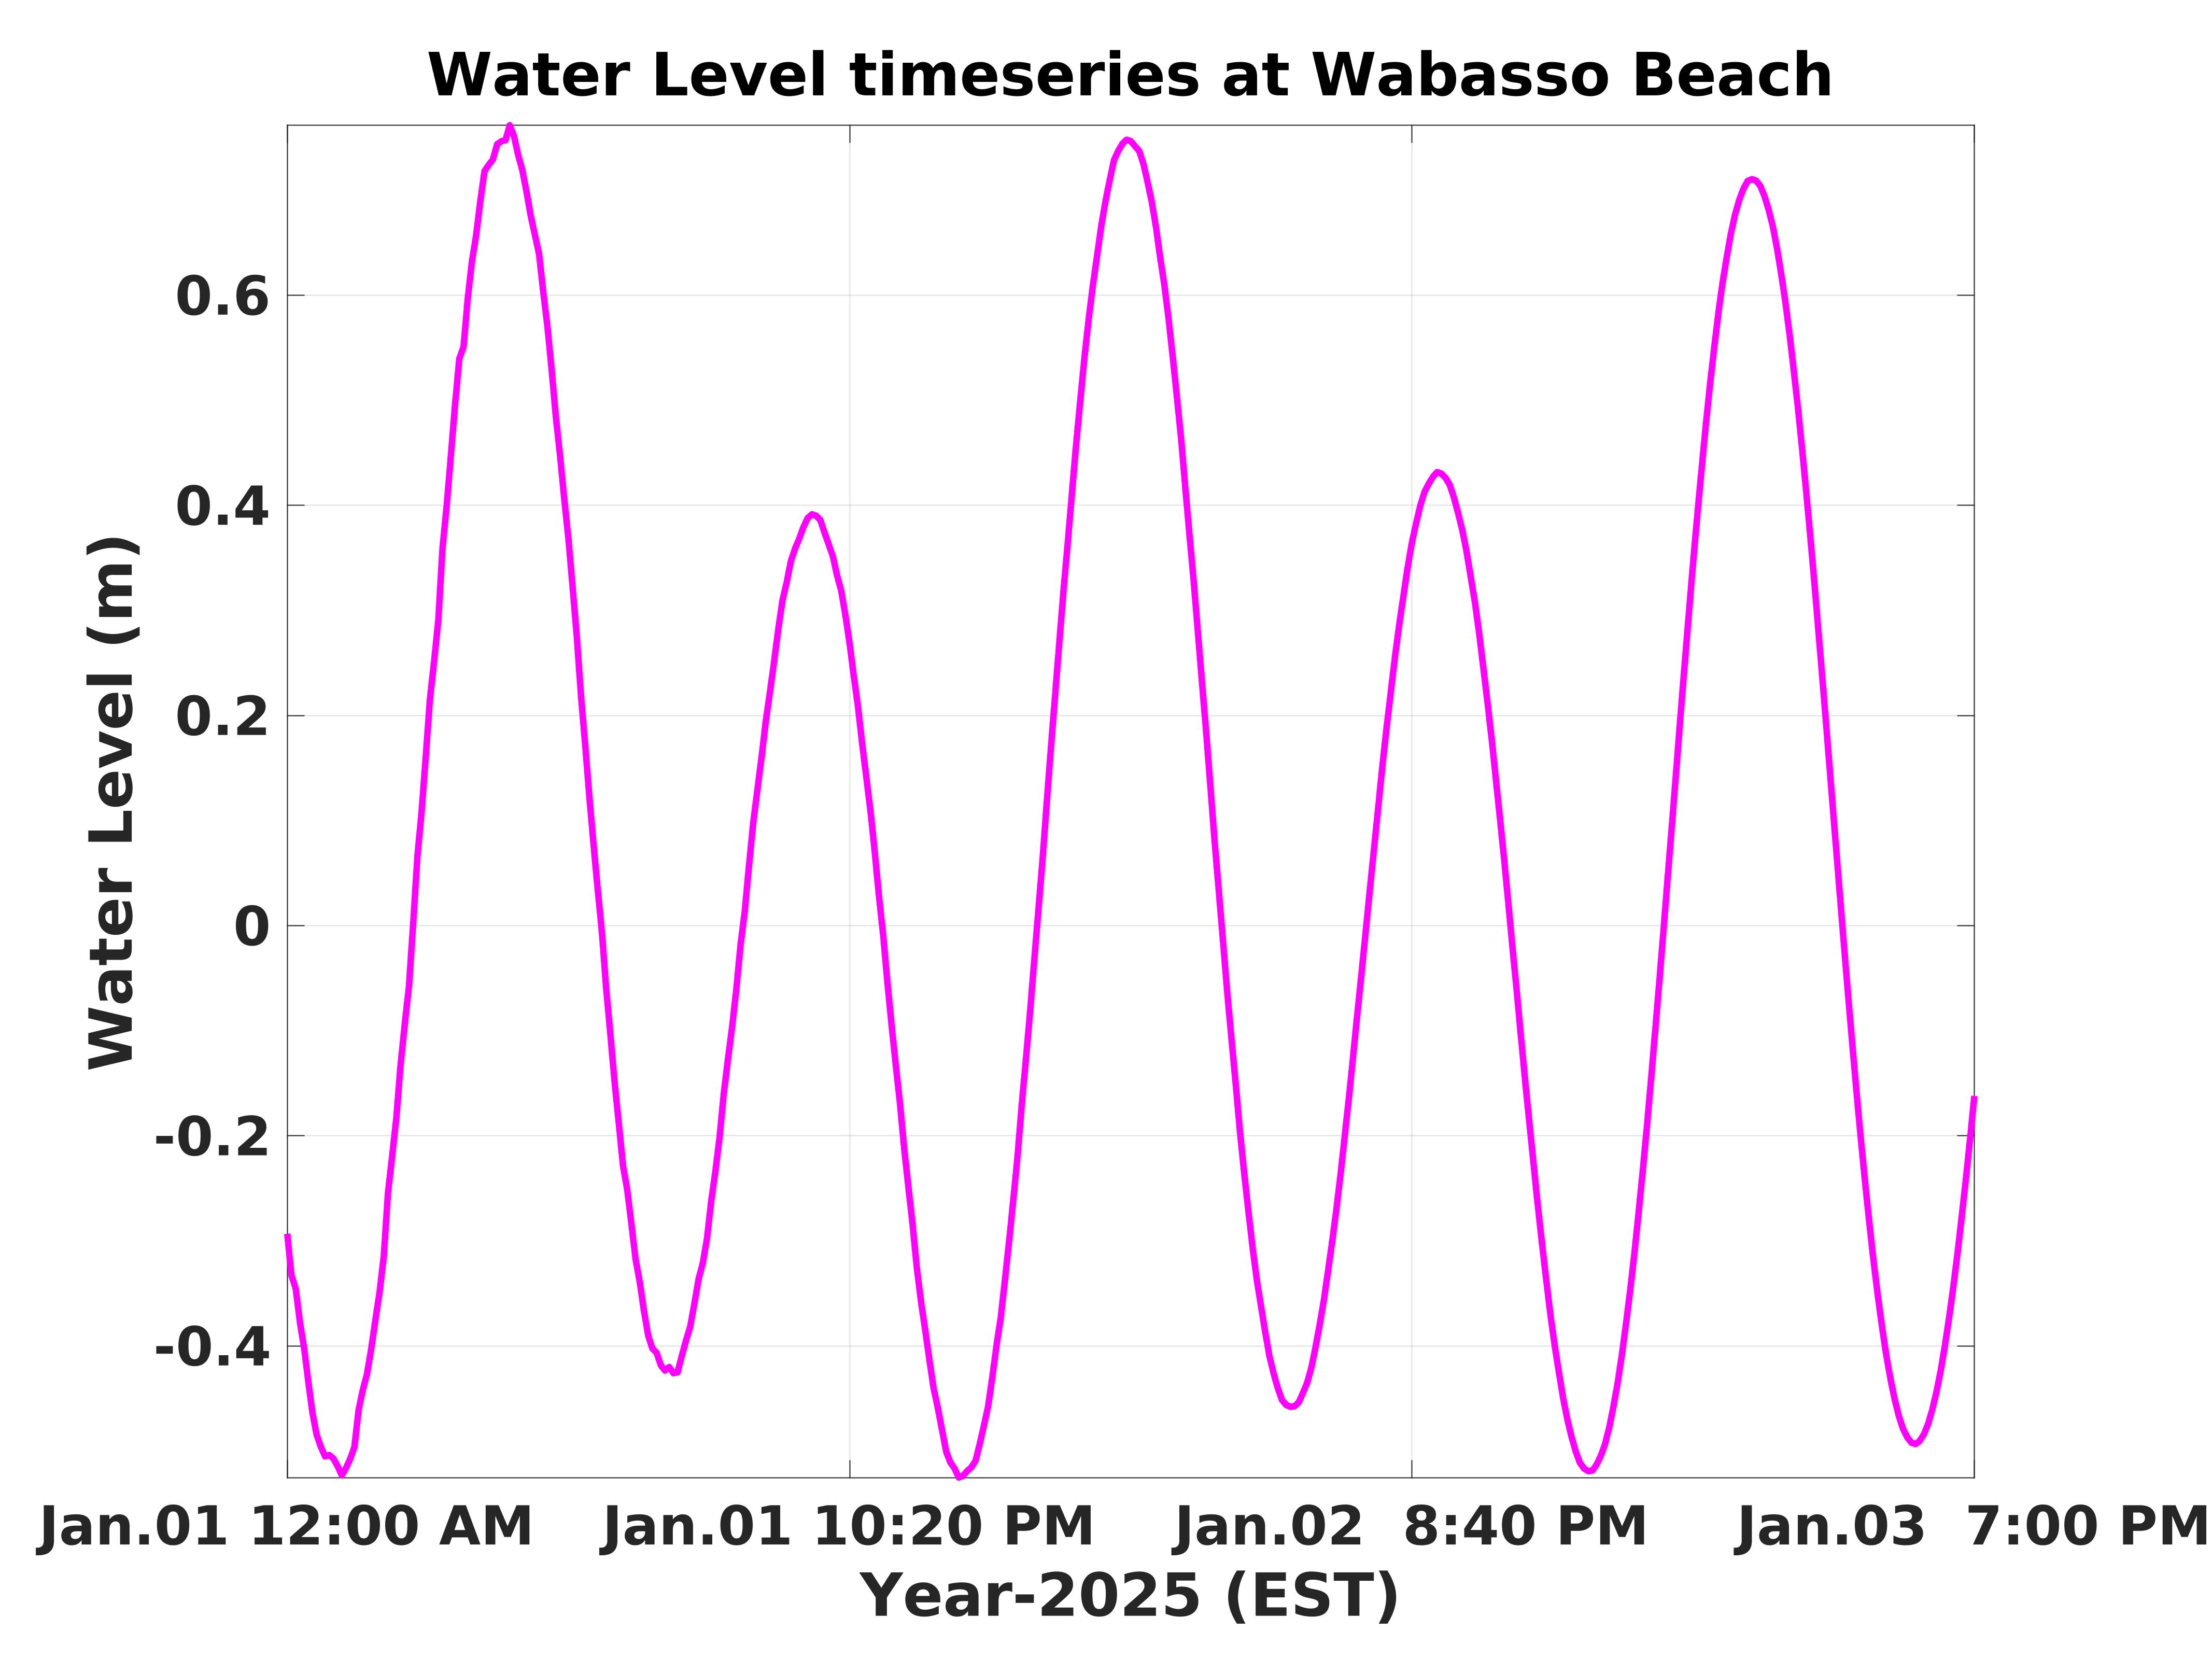 Water Level timeseries at Wabasso Beach
Water Level (m)
0.6
0.4
0.2
0
-0.2
-0.4
Jan.01 12:00 AM Jan.01 10:20 PM Jan.02 8:40 PM Jan.03 7:00 PM
Year-2025 (EST)